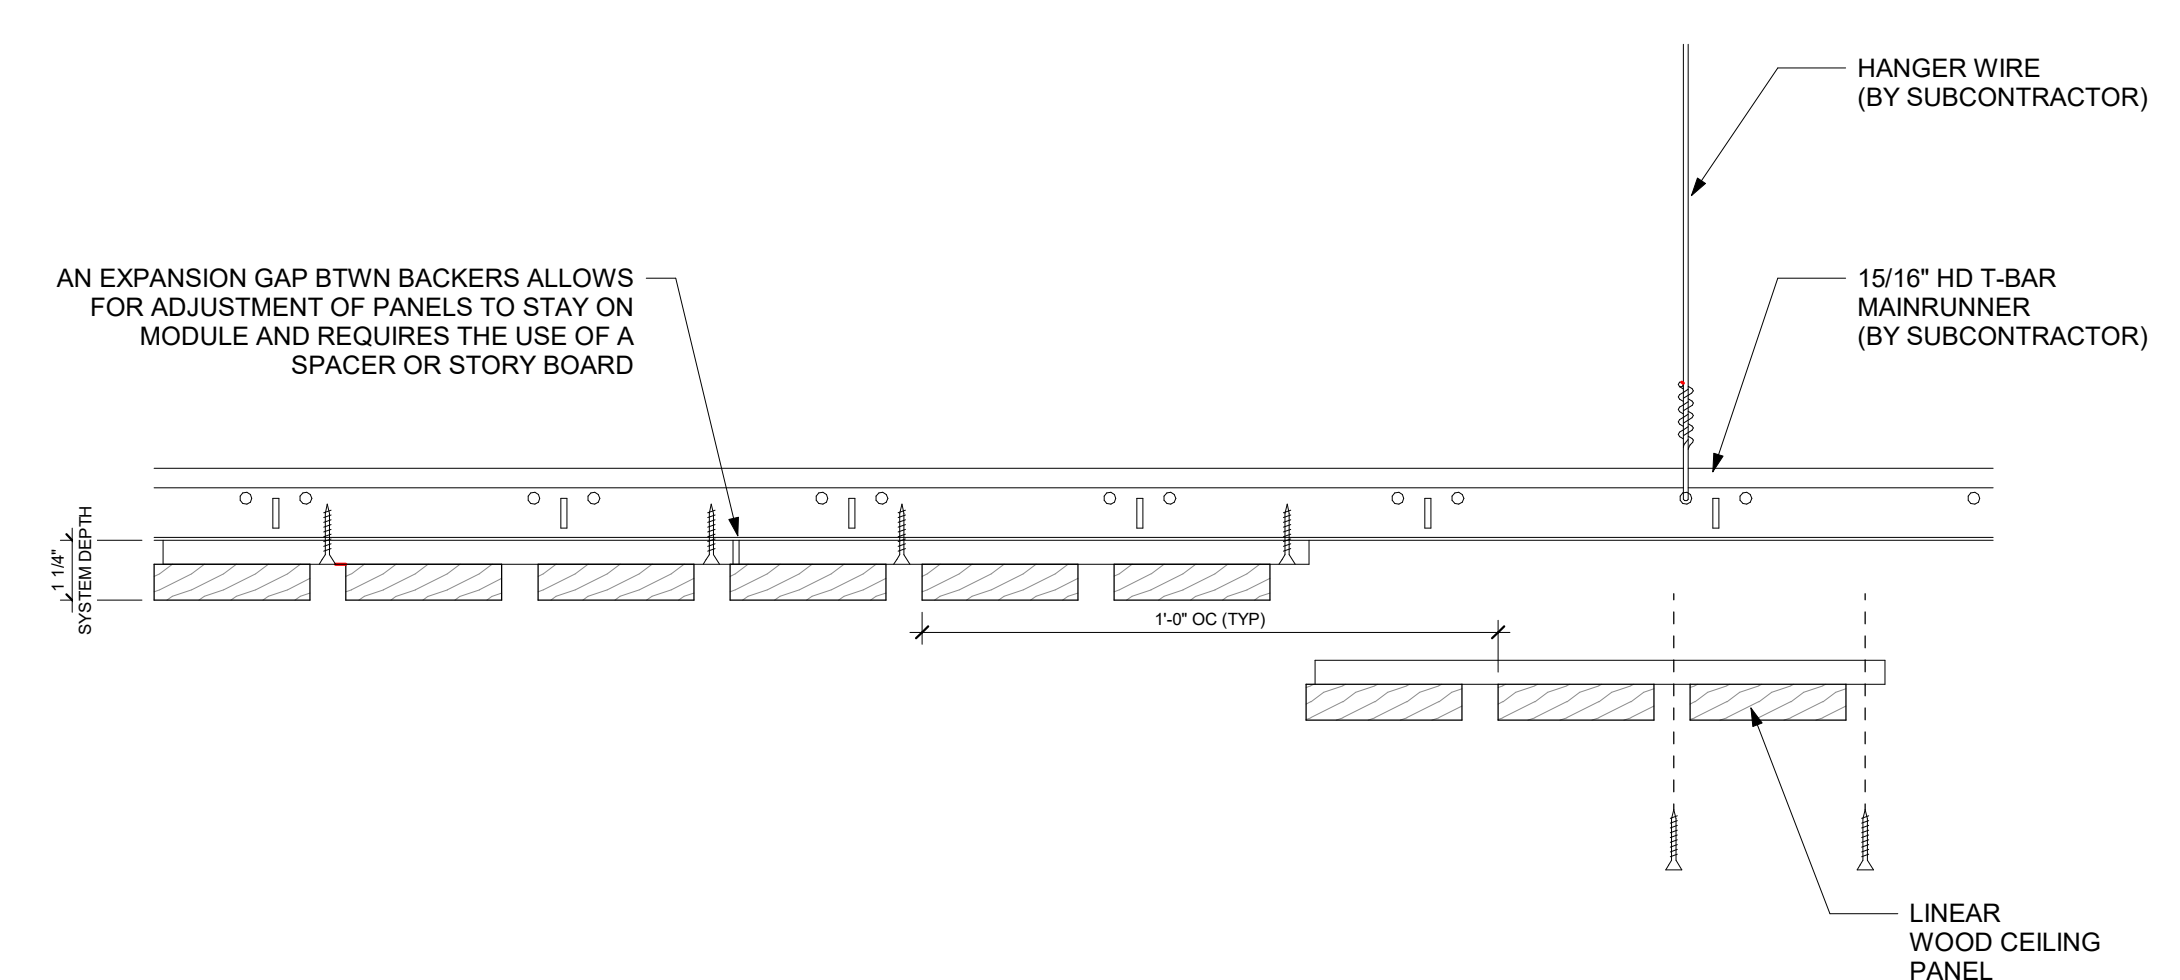 HANGER WIRE
(BY SUBCONTRACTOR)
AN EXPANSION GAP BTWN BACKERS ALLOWS
FOR ADJUSTMENT OF PANELS TO STAY ON
MODULE AND REQUIRES THE USE OF A
SPACER OR STORY BOARD
15/16" HD T-BAR
MAINRUNNER
(BY SUBCONTRACTOR)
1 1/4"
SYSTEM DEPTH
1'-0" OC (TYP)
LINEAR
WOOD CEILING
PANEL